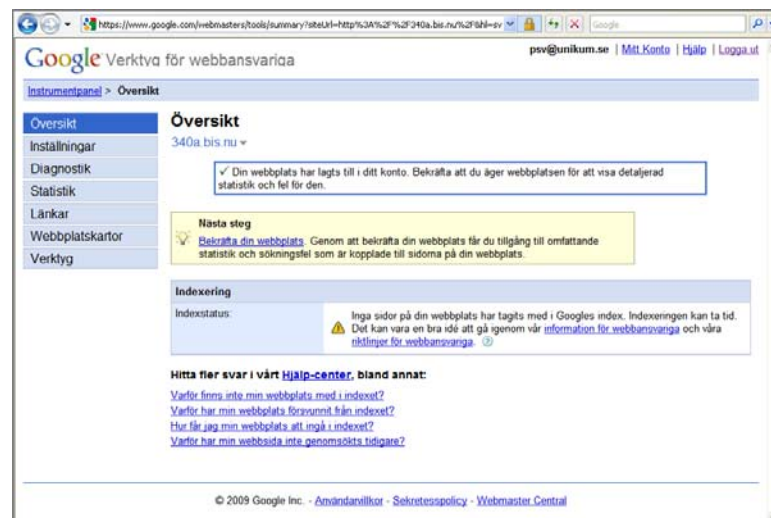 https://www.google.com/webmasters/tools/summary?siteUrl=http%3A%2F%2F340a.bis.nu%2F&hl=sv
Google
Google Verktyg för webbansvariga
psv@unikum.se | Mitt Konto | Hjälp | Logga ut
Instrumentpanel > Översikt
Översikt
Inställningar
Diagnostik
Statistik
Länkar
Webbplatskartor
Verktyg
Översikt
340a.bis.nu
✓ Din webbplats har lagts till i ditt konto. Bekräfta att du äger webbplatsen för att visa detaljerad
statistik och fel för den.
Nästa steg
Bekräfta din webbplats. Genom att bekräfta din webbplats får du tillgång till omfattande
statistik och sökningsfel som är kopplade till sidorna på din webbplats.
Indexering
Indexstatus:
Inga sidor på din webbplats har tagits med i Googles index. Indexeringen kan ta tid.
Det kan vara en bra idé att gå igenom vår information för webbansvariga och våra
riktlinjer för webbansvariga.
Hitta fler svar i vårt Hjälp-center, bland annat:
Varför finns inte min webbplats med i indexet?
Varför har min webbplats försvunnit från indexet?
Hur får jag min webbplats att ingå i indexet?
Varför har min webbsida inte genomsökts tidigare?
© 2009 Google Inc. - Användarvillkor - Sekretesspolicy - Webmaster Central